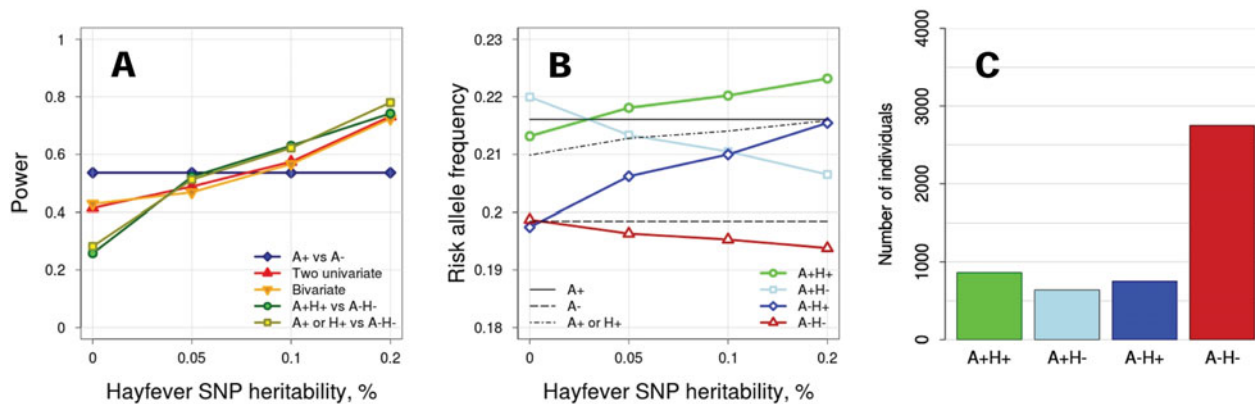 A
Power
1
0.8
0.6
0.4
0.2
0
A+ vs A-
Two univariate
Bivariate
A+H+ vs A-H-
A+ or H+ vs A-H-
0
0.05
0.1
0.2
Hayfever SNP heritability, %
B
Risk allele frequency
0.23
0.22
0.21
0.2
0.19
0.18
A+
A-
A+ or H+
A+H+
A+H-
A-H+
A-H-
0
0.05
0.1
0.2
Hayfever SNP heritability, %
C
Number of individuals
4000
3000
2000
1000
0
A+H+
A+H-
A-H+
A-H-